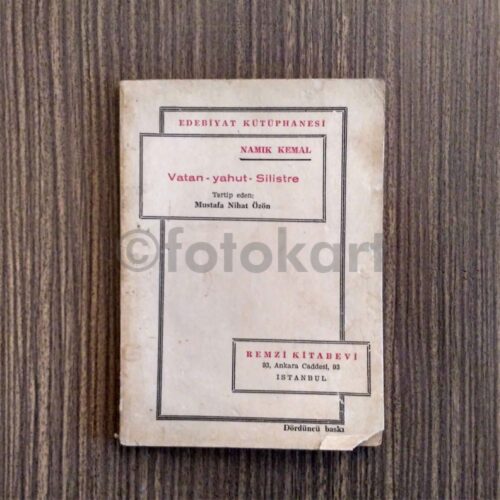 EDEBİYAT KÜTÜPHANESİ
NAMIK KEMAL
Vatan - yahut - Silistre
Tertip eden:
Mustafa Nihat Özön
©fotokart
REMZİ KİTABEVİ
93, Ankara Caddesi, 93
ISTANBUL
Dördüncü baskı